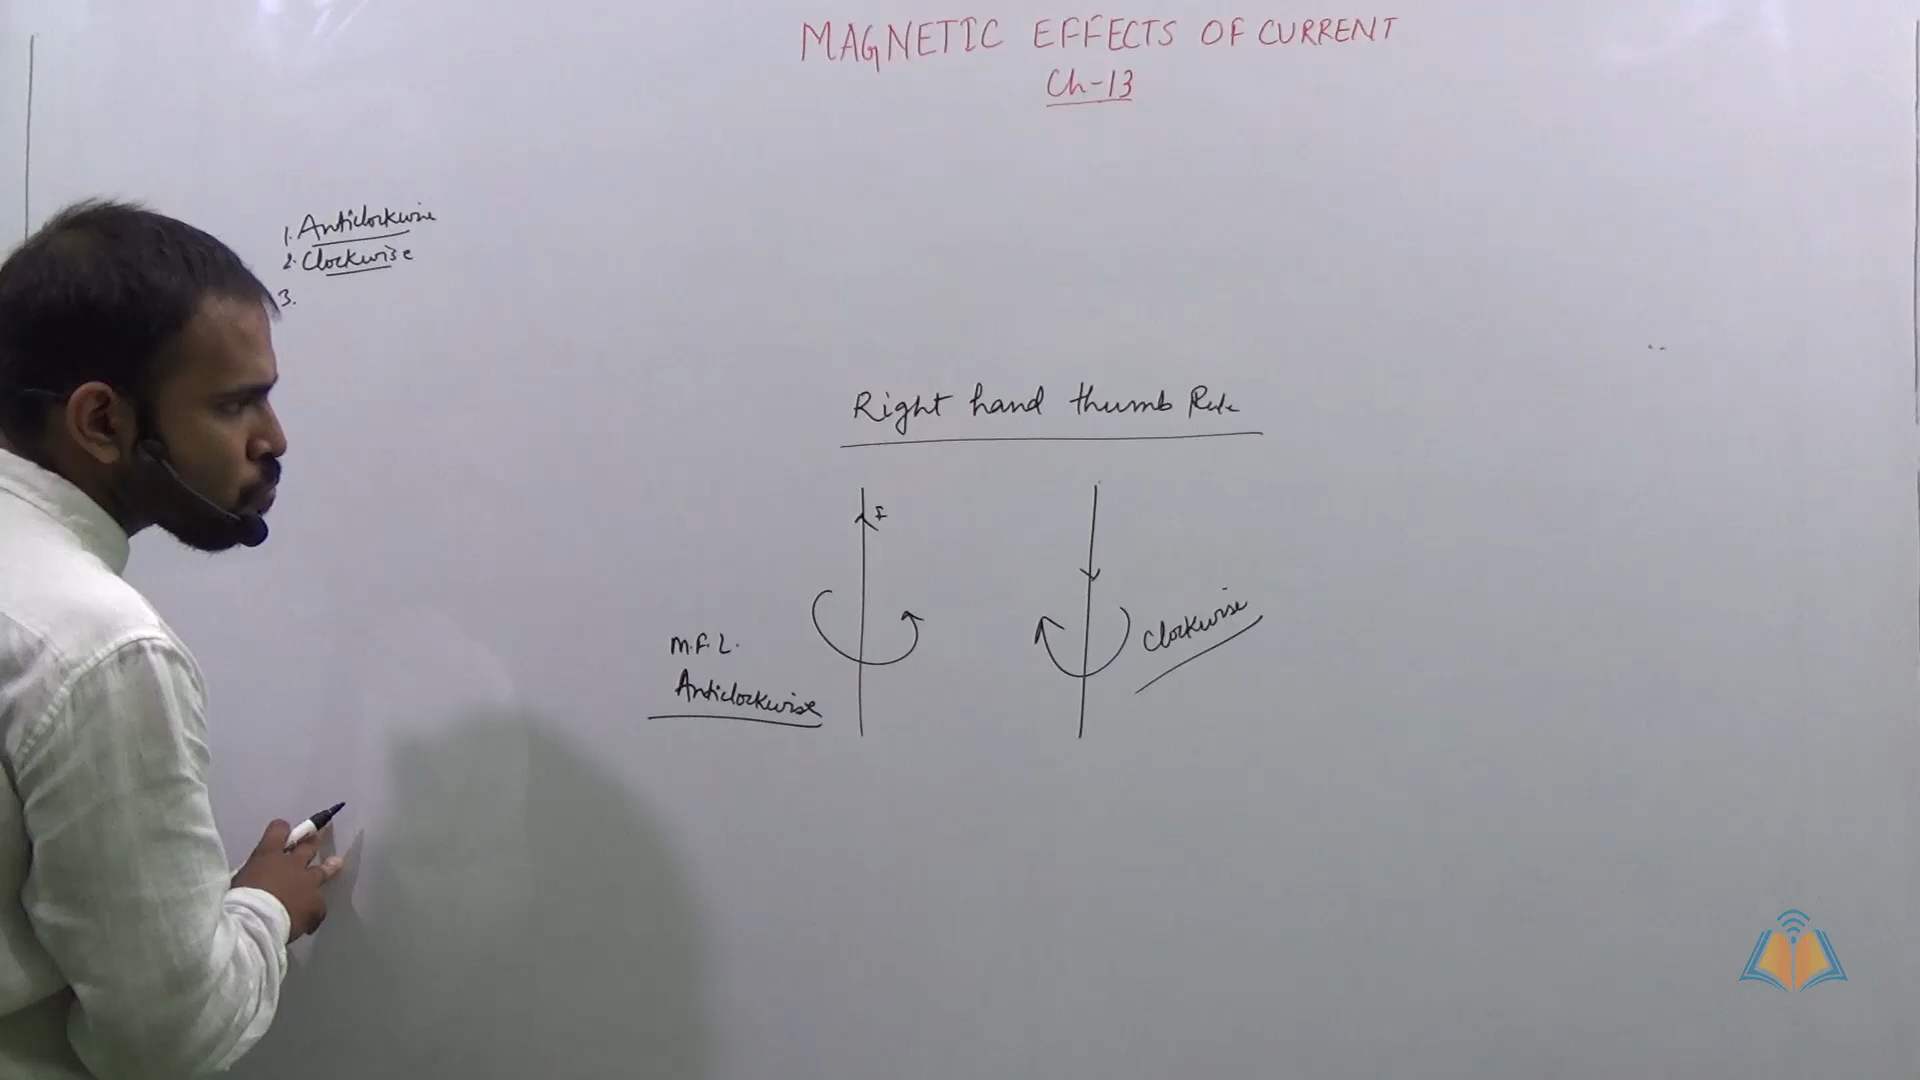 MAGNETIC EFFECTS OF CURRENT
Ch-13
1. Anticlockwise
2. Clockwise
3.
Right hand thumb Rule
M.F.L.
Anticlockwise
Clockwise